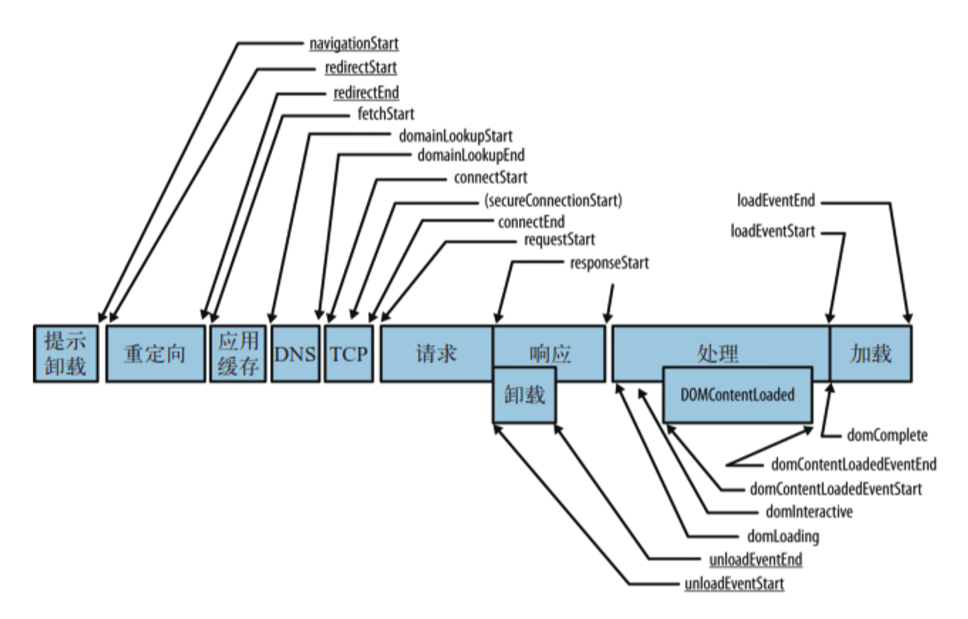 navigationStart
redirectStart
redirectEnd
fetchStart
domainLookupStart
domainLookupEnd
connectStart
(secureConnectionStart)
connectEnd
requestStart
responseStart
loadEventEnd
loadEventStart
提示
卸载
重定向
应用
缓存
DNS
TCP
请求
响应
处理
加载
卸载
DOMContentLoaded
domComplete
domContentLoadedEventEnd
domContentLoadedEventStart
domInteractive
domLoading
unloadEventEnd
unloadEventStart